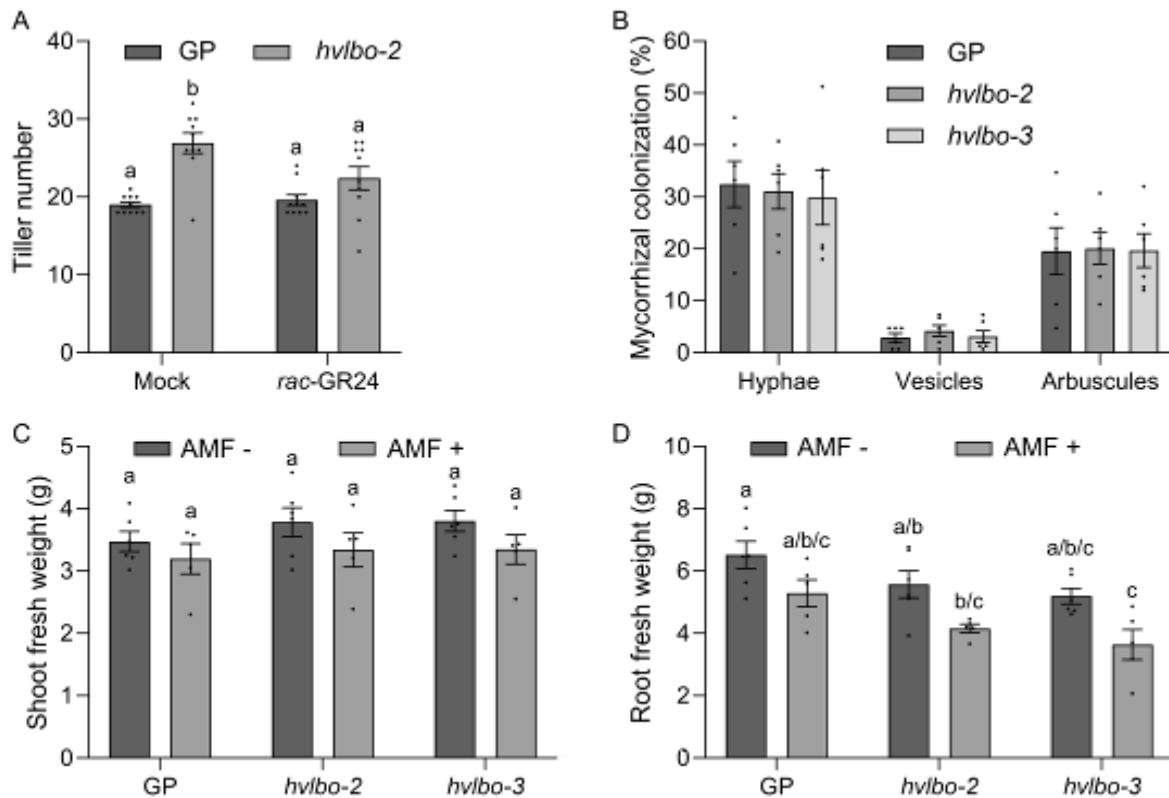 A
GP hvlbo-2
Tiller number
40
30
20
10
0
a
b
a
a
Mock rac-GR24
B
GP
hvlbo-2
hvlbo-3
Mycorrhizal colonization (%)
60
50
40
30
20
10
0
Hyphae Vesicles Arbuscules
C
AMF - AMF +
Shoot fresh weight (g)
5
4
3
2
1
0
a
a
a
a
a
a
GP hvlbo-2 hvlbo-3
D
AMF - AMF +
Root fresh weight (g)
10
8
6
4
2
0
a
a/b/c
a/b
b/c
a/b/c
c
GP hvlbo-2 hvlbo-3